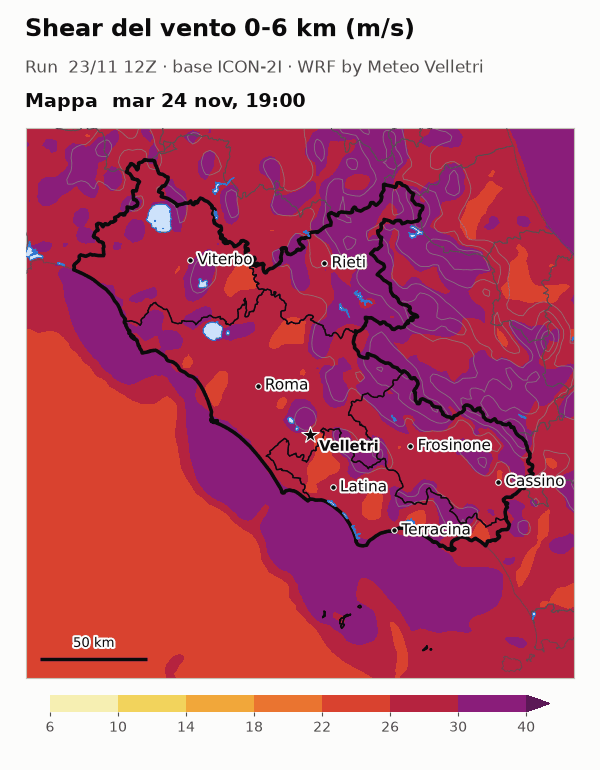 Shear del vento 0-6 km (m/s)
Run  23/11 12Z · base ICON-2I · WRF by Meteo Velletri
Mappa  mar 24 nov, 19:00
Viterbo
Rieti
Roma
Velletri
Frosinone
Cassino
Latina
Terracina
50 km
6 10 14 18 22 26 30 40